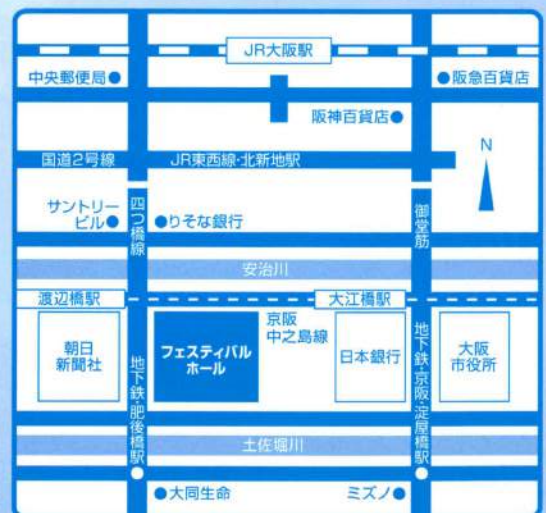 JR大阪駅
中央郵便局●
●阪急百貨店
阪神百貨店●
国道2号線
JR東西線・北新地駅
N
サントリー
ビル●
四つ橋線
●りそな銀行
御堂筋
安治川
渡辺橋駅
大江橋駅
朝日
新聞社
地下鉄・肥後橋駅
フェスティバル
ホール
京阪
中之島線
日本銀行
地下鉄・京阪・淀屋橋駅
大阪
市役所
土佐堀川
●大同生命
ミズノ●